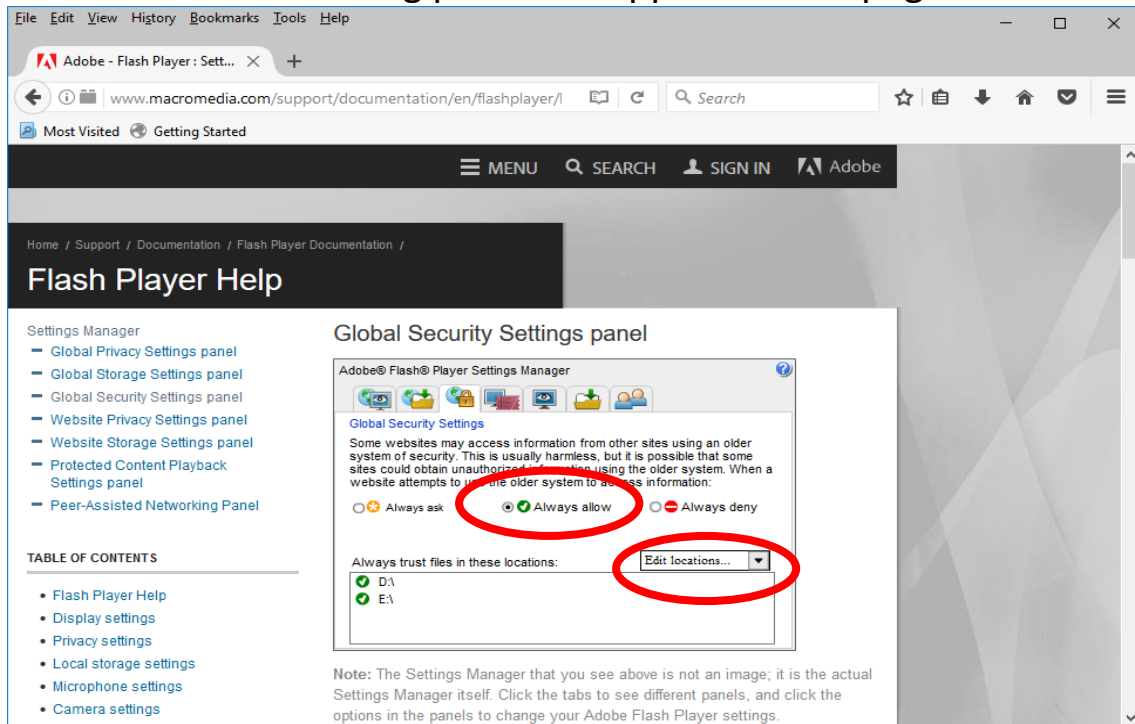 File Edit View History Bookmarks Tools Help
Adobe - Flash Player : Sett...
www.macromedia.com/support/documentation/en/flashplayer/
Search
Most Visited Getting Started
MENU SEARCH SIGN IN Adobe
Home / Support / Documentation / Flash Player Documentation /
Flash Player Help
Settings Manager
Global Privacy Settings panel
Global Storage Settings panel
Global Security Settings panel
Website Privacy Settings panel
Website Storage Settings panel
Protected Content Playback
Settings panel
Peer-Assisted Networking Panel
TABLE OF CONTENTS
Flash Player Help
Display settings
Privacy settings
Local storage settings
Microphone settings
Camera settings
Global Security Settings panel
Adobe® Flash® Player Settings Manager
Global Security Settings
Some websites may access information from other sites using an older
system of security. This is usually harmless, but it is possible that some
sites could obtain unauthorized information using the older system. When a
website attempts to use the older system to access information:
Always ask Always allow Always deny
Always trust files in these locations: Edit locations...
D:\
E:\
Note: The Settings Manager that you see above is not an image; it is the actual
Settings Manager itself. Click the tabs to see different panels, and click the
options in the panels to change your Adobe Flash Player settings.